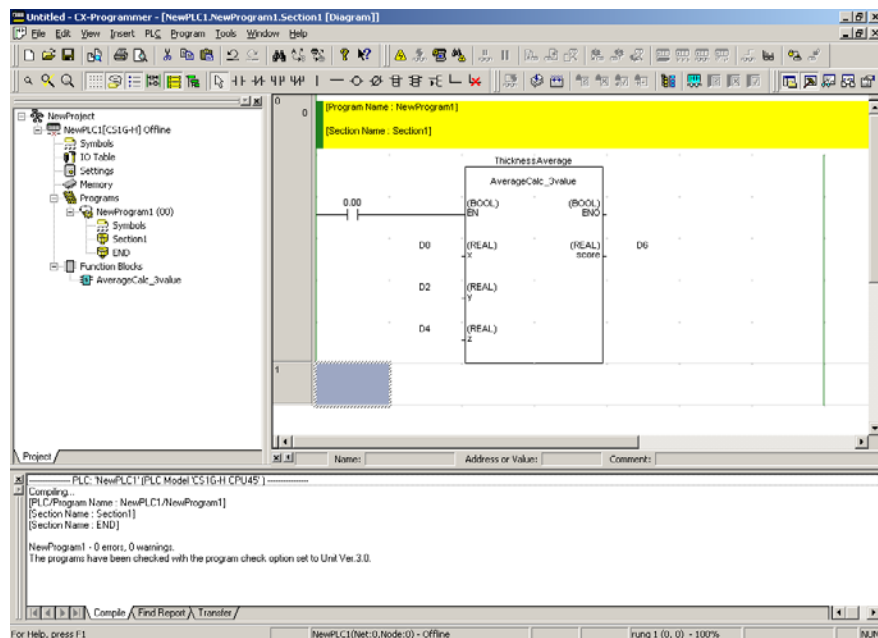 Untitled - CX-Programmer - [NewPLC1.NewProgram1.Section1 [Diagram]]
File Edit View Insert PLC Program Tools Window Help
NewProject
NewPLC1[CS1G-H] Offline
Symbols
IO Table
Settings
Memory
Programs
NewProgram1 (00)
Symbols
Section1
END
Function Blocks
AverageCalc_3value
Project
0
0
[Program Name : NewProgram1]
[Section Name : Section1]
ThicknessAverage
AverageCalc_3value
0.00
(BOOL)
EN
(BOOL)
ENO
D0
(REAL)
x
(REAL)
score
D6
D2
(REAL)
y
D4
(REAL)
z
1
Name:
Address or Value:
Comment:
---------- PLC: 'NewPLC1' (PLC Model 'CS1G-H CPU45') ----------
Compiling...
[PLC/Program Name : NewPLC1/NewProgram1]
[Section Name : Section1]
[Section Name : END]
NewProgram1 - 0 errors, 0 warnings.
The programs have been checked with the program check option set to Unit Ver.3.0.
Compile Find Report Transfer
For Help, press F1
NewPLC1(Net:0,Node:0) - Offline
rung 1 (0, 0) - 100%
NUM